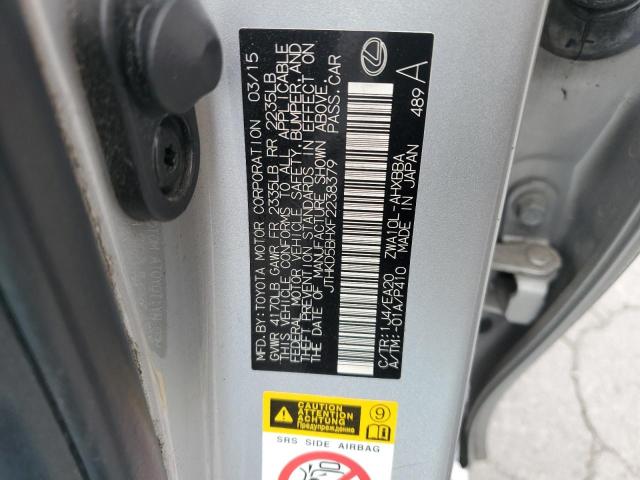 MFD.BY:TOYOTA MOTOR CORPORATION 03/15
GVWR 4170LB GAWR FR 2335LB RR 2235LB
THIS VEHICLE CONFORMS TO ALL APPLICABLE
FEDERAL MOTOR VEHICLE SAFETY, BUMPER, AND
THEFT PREVENTION STANDARDS IN EFFECT ON
THE DATE OF MANUFACTURE SHOWN ABOVE.
JTHKD5BHXF2238379 PASS.CAR
C/TR:1J4/EA20 ZWA10L-AHXBBA
A/TM:-01A/P410 MADE IN JAPAN
489 A
CAUTION
ATTENTION
ACHTUNG
Предупреждение
9
SRS SIDE AIRBAG